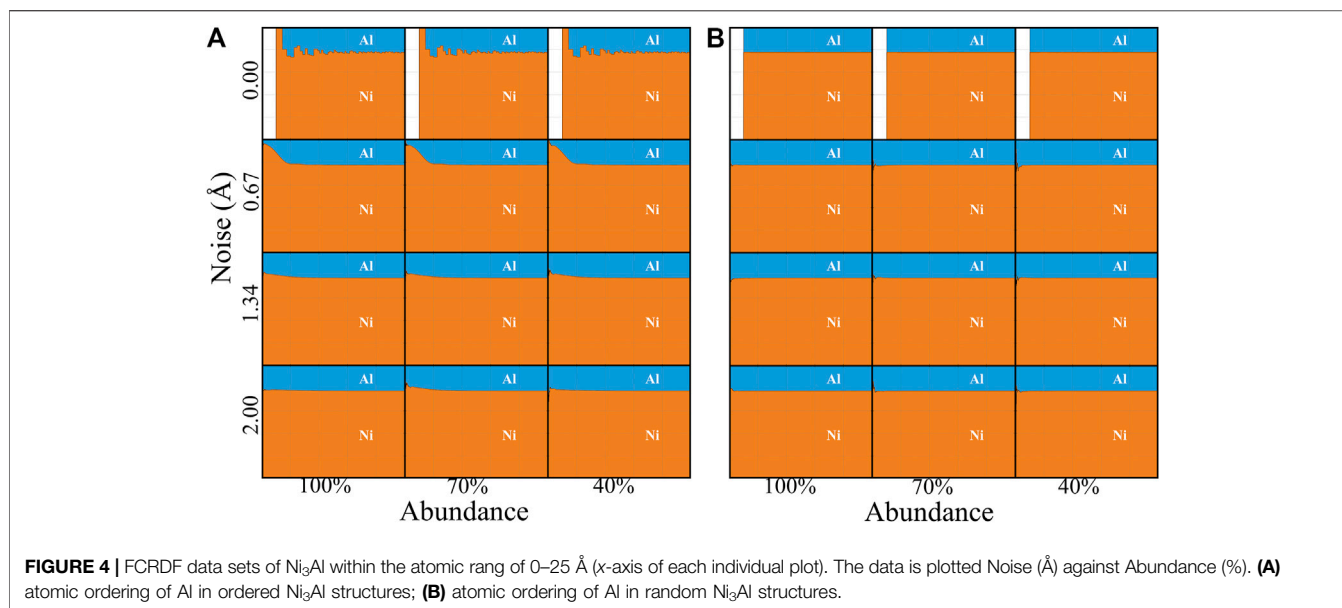 A
B
Al Al Al Al Al Al
Ni Ni Ni Ni Ni Ni
0.00
Al Al Al Al Al Al
Ni Ni Ni Ni Ni Ni
0.67
Al Al Al Al Al Al
Ni Ni Ni Ni Ni Ni
1.34
Al Al Al Al Al Al
Ni Ni Ni Ni Ni Ni
2.00
Noise (Å)
100% 70% 40% 100% 70% 40%
Abundance Abundance
FIGURE 4 | FCRDF data sets of Ni₃Al within the atomic rang of 0–25 Å (x-axis of each individual plot). The data is plotted Noise (Å) against Abundance (%). (A)
atomic ordering of Al in ordered Ni₃Al structures; (B) atomic ordering of Al in random Ni₃Al structures.